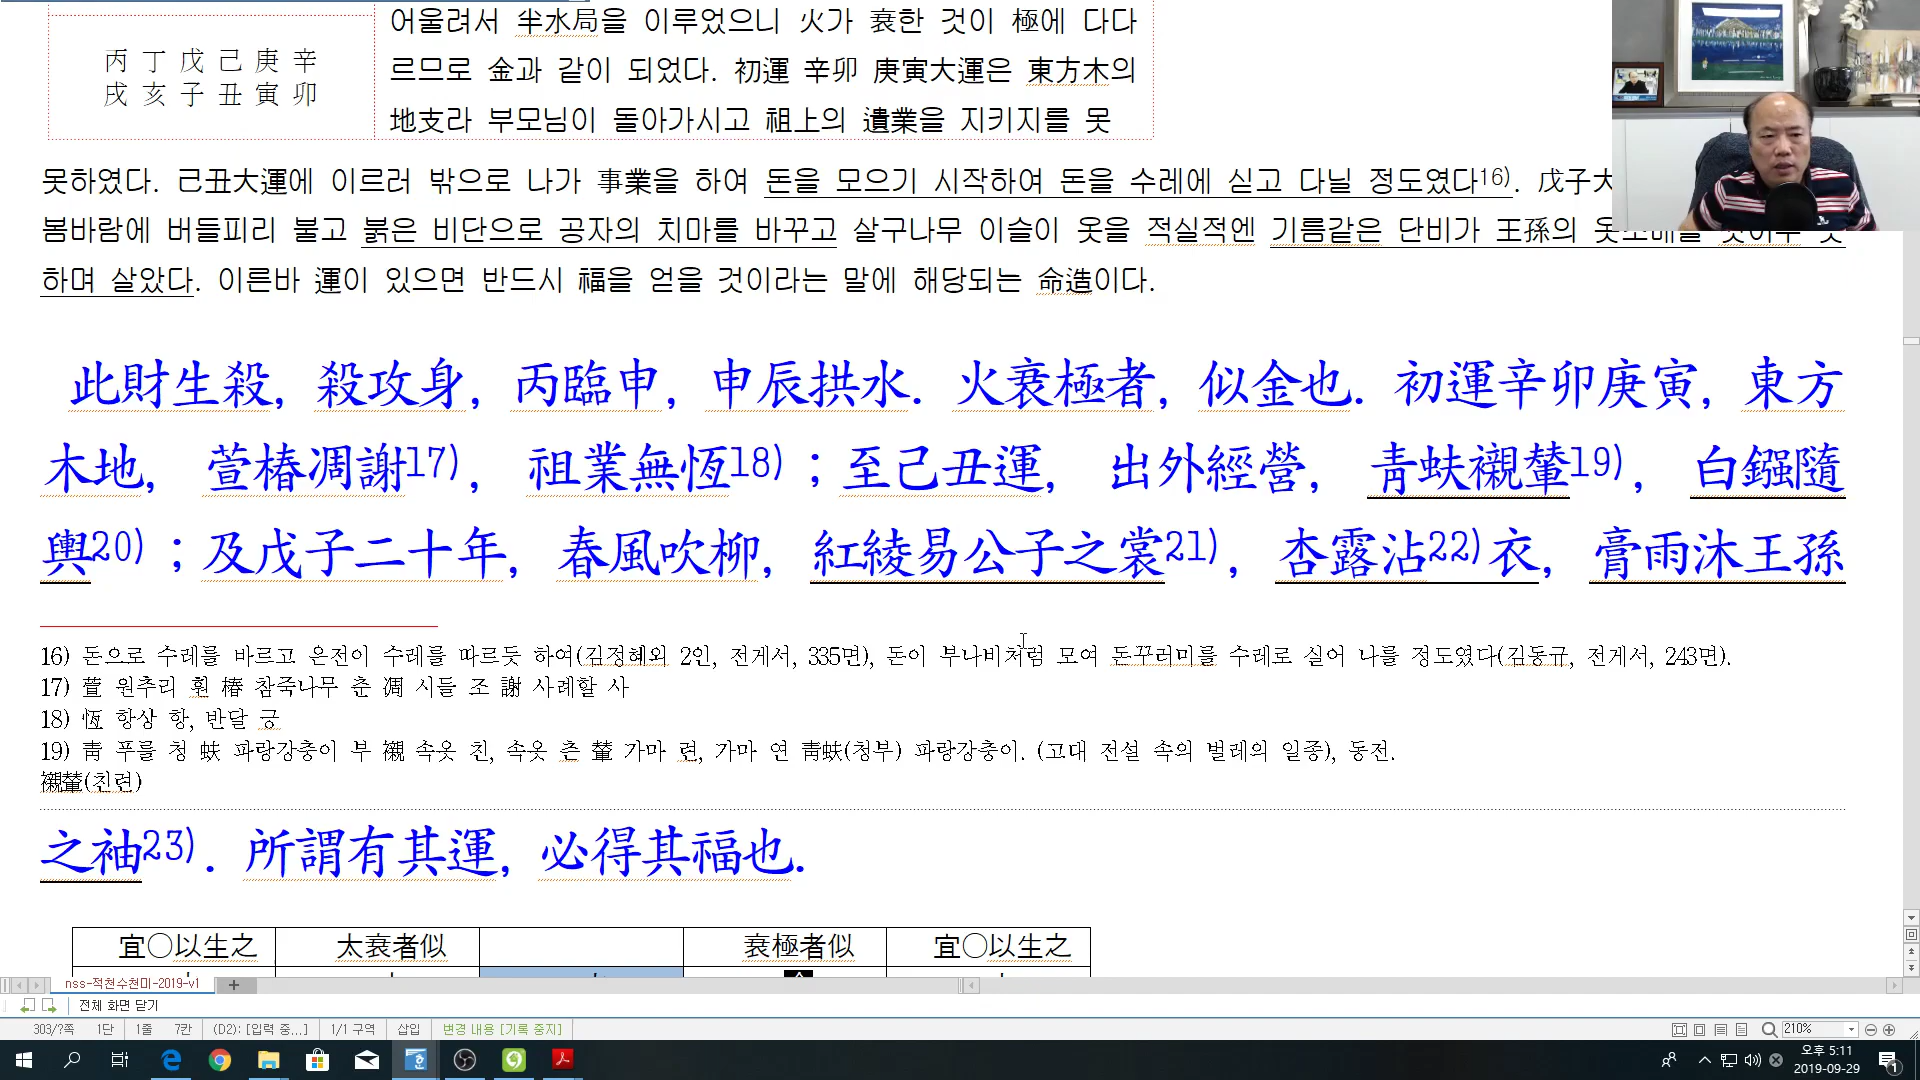 어울려서 半水局을 이루었으니 火가 衰한 것이 極에 다다
丙 丁 戊 己 庚 辛
戌 亥 子 丑 寅 卯
르므로 金과 같이 되었다. 初運 辛卯 庚寅大運은 東方木의
地支라 부모님이 돌아가시고 祖上의 遺業을 지키지를 못
못하였다. 己丑大運에 이르러 밖으로 나가 事業을 하여 돈을 모으기 시작하여 돈을 수레에 싣고 다닐 정도였다16). 戊子大
봄바람에 버들피리 불고 붉은 비단으로 공자의 치마를 바꾸고 살구나무 이슬이 옷을 적실적엔 기름같은 단비가 王孫의
하며 살았다. 이른바 運이 있으면 반드시 福을 얻을 것이라는 말에 해당되는 命造이다.
此財生殺, 殺攻身, 丙臨申, 申辰拱水. 火衰極者, 似金也. 初運辛卯庚寅, 東方
木地, 萱椿凋謝17), 祖業無恆18) ; 至己丑運, 出外經營, 青蚨襯輦19), 白鏹隨
輿20) ; 及戊子二十年, 春風吹柳, 紅綾易公子之裳21), 杏露沾22)衣, 膏雨沐王孫
16) 돈으로 수레를 바르고 은전이 수레를 따르듯 하여(김정혜외 2인, 전게서, 335면), 돈이 부나비처럼 모여 돈꾸러미를 수레로 실어 나를 정도였다(김동규, 전게서, 243면).
17) 萱 원추리 훤 椿 참죽나무 춘 凋 시들 조 謝 사례할 사
18) 恆 항상 항, 반달 긍
19) 靑 푸를 청 蚨 파랑강충이 부 襯 속옷 친, 속옷 츤 輦 가마 련, 가마 연 靑蚨(청부) 파랑강충이. (고대 전설 속의 벌레의 일종), 동전.
襯輦(친련)
之袖23). 所謂有其運, 必得其福也.
宜〇以生之 太衰者似 衰極者似 宜〇以生之
nss-적천수천미-2019-v1
전체 화면 닫기
303/?쪽 1단 1줄 7칸 (D2): [입력 중...] 1/1 구역 삽입 변경 내용 [기록 중지] 210%
오후 5:11
2019-09-29